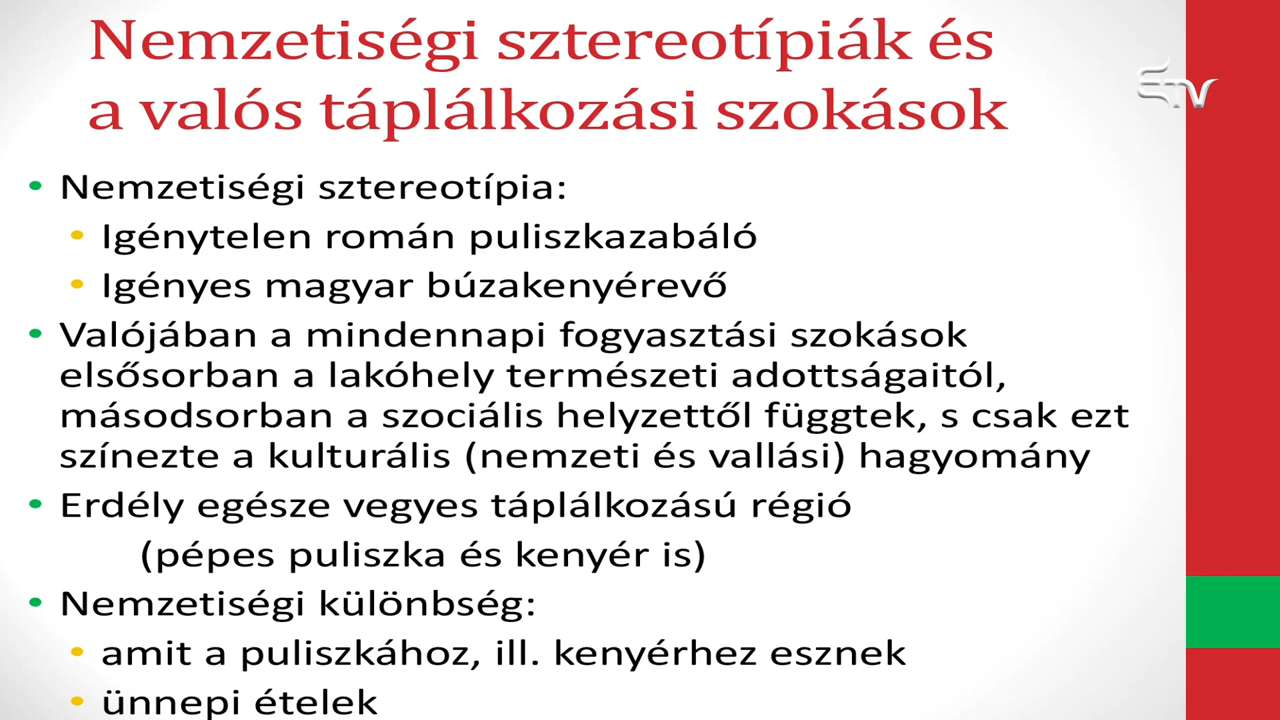 Nemzetiségi sztereotípiák és
a valós táplálkozási szokások
ETV
• Nemzetiségi sztereotípia:
• Igénytelen román puliszkazabáló
• Igényes magyar búzakenyérevő
• Valójában a mindennapi fogyasztási szokások
elsősorban a lakóhely természeti adottságaitól,
másodsorban a szociális helyzettől függtek, s csak ezt
színezte a kulturális (nemzeti és vallási) hagyomány
• Erdély egésze vegyes táplálkozású régió
(pépes puliszka és kenyér is)
• Nemzetiségi különbség:
• amit a puliszkához, ill. kenyérhez esznek
• ünnepi ételek